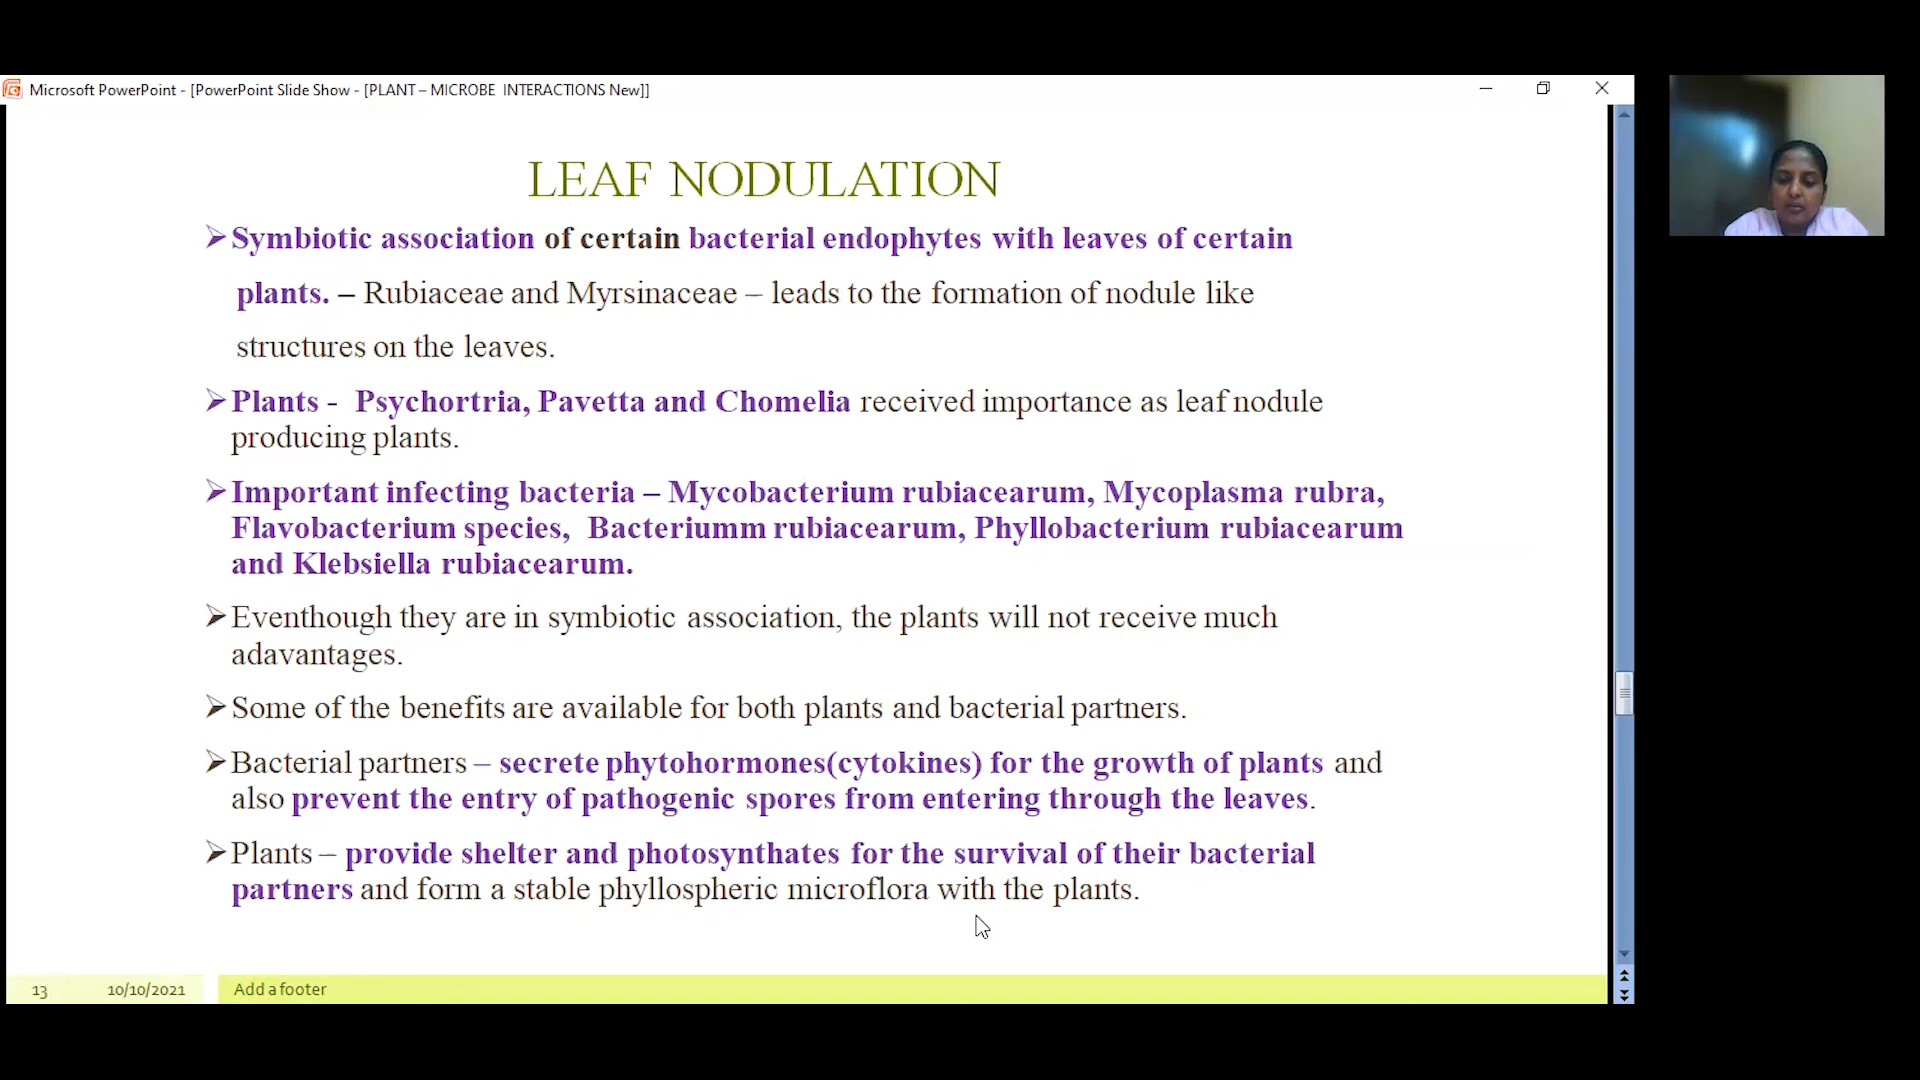 Microsoft PowerPoint - [PowerPoint Slide Show - [PLANT – MICROBE INTERACTIONS New]]
LEAF NODULATION
Symbiotic association of certain bacterial endophytes with leaves of certain
plants. – Rubiaceae and Myrsinaceae – leads to the formation of nodule like
structures on the leaves.
Plants - Psychortria, Pavetta and Chomelia received importance as leaf nodule
producing plants.
Important infecting bacteria – Mycobacterium rubiacearum, Mycoplasma rubra,
Flavobacterium species, Bacteriumm rubiacearum, Phyllobacterium rubiacearum
and Klebsiella rubiacearum.
Eventhough they are in symbiotic association, the plants will not receive much
adavantages.
Some of the benefits are available for both plants and bacterial partners.
Bacterial partners – secrete phytohormones(cytokines) for the growth of plants and
also prevent the entry of pathogenic spores from entering through the leaves.
Plants – provide shelter and photosynthates for the survival of their bacterial
partners and form a stable phyllospheric microflora with the plants.
13 10/10/2021 Add a footer